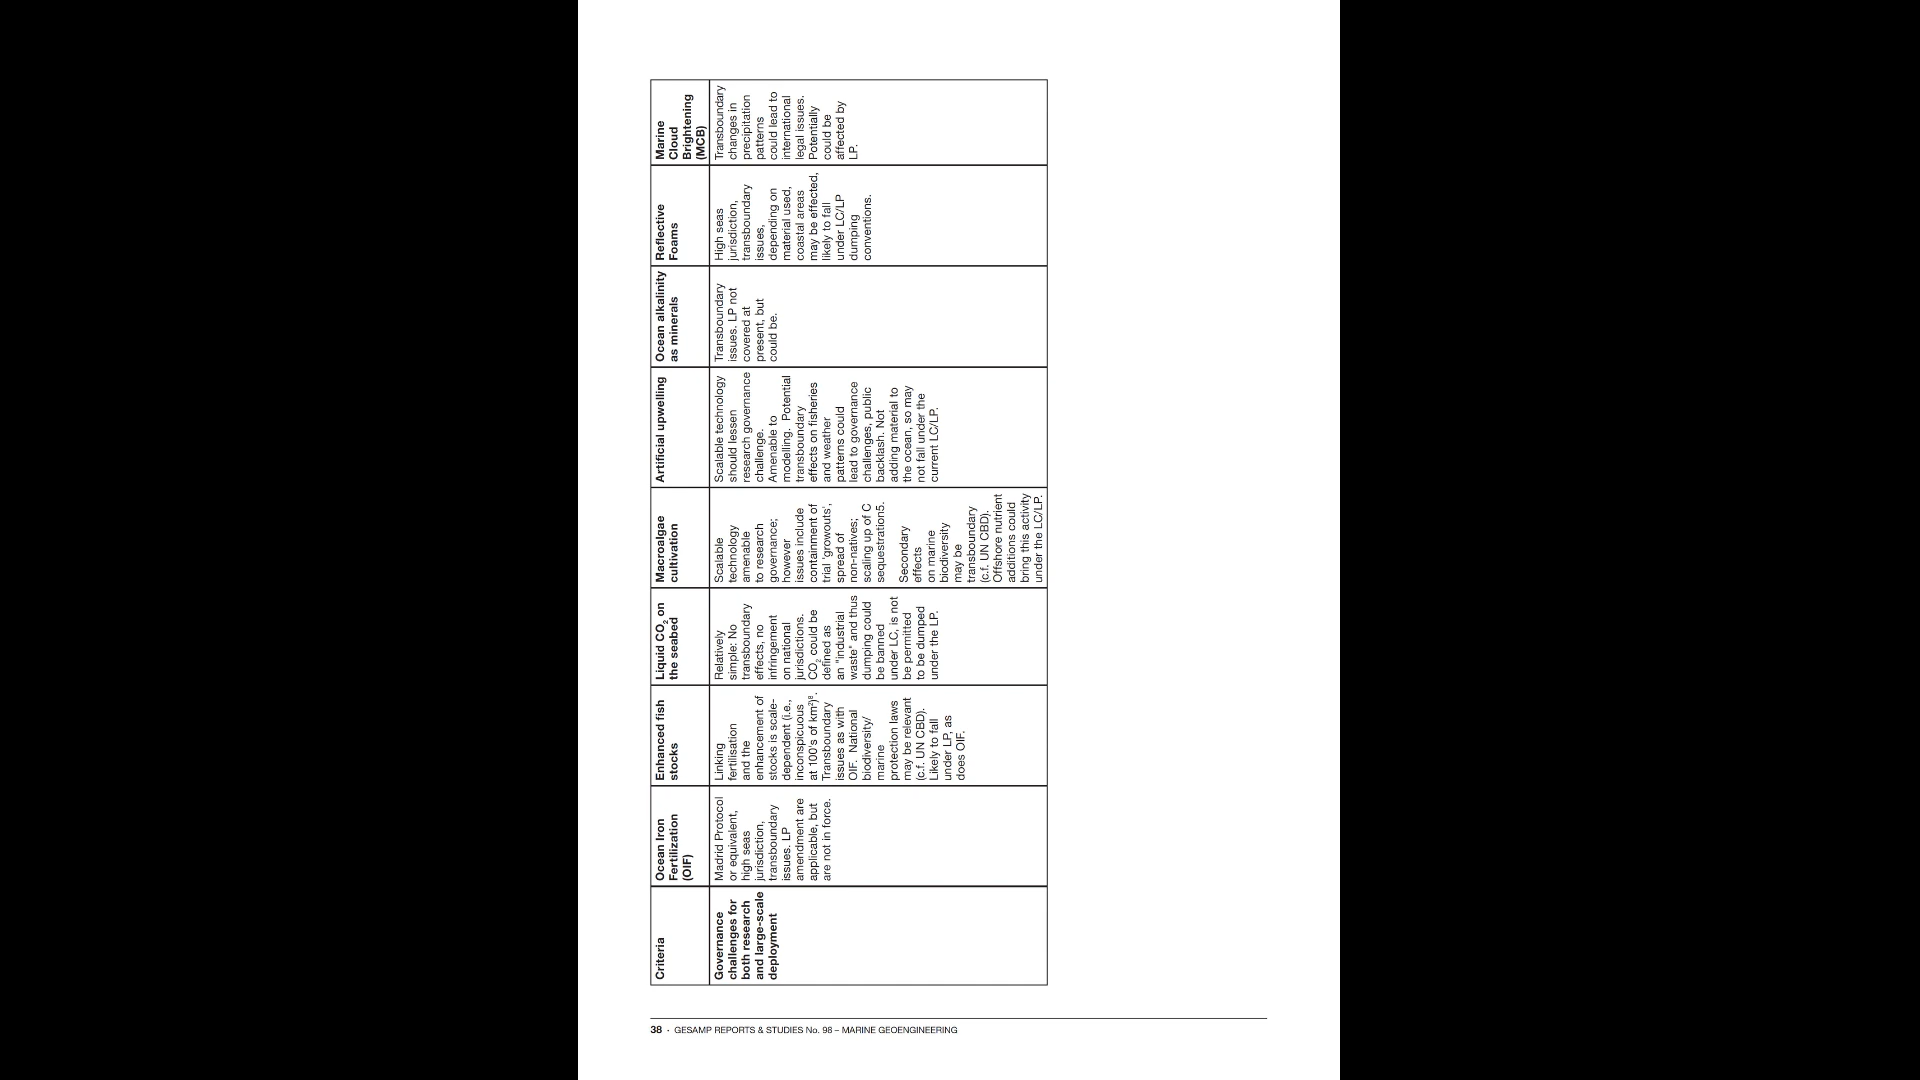 Criteria
Ocean Iron
Fertilization
(OIF)
Enhanced fish
stocks
Liquid CO2 on
the seabed
Macroalgae
cultivation
Artificial upwelling
Ocean alkalinity
as minerals
Reflective
Foams
Marine
Cloud
Brightening
(MCB)
Governance
challenges for
both research
and large-scale
deployment
Madrid Protocol
or equivalent,
high seas
jurisdiction,
transboundary
issues. LP
amendment are
applicable, but
are not in force.
Linking
fertilisation
and the
enhancement of
stocks is scale-
dependent (i.e.,
inconspicuous
at 100's of km²)⁸.
Transboundary
issues as with
OIF. National
biodiversity/
marine
protection laws
may be relevant
(c.f. UN CBD).
Likely to fall
under LP, as
does OIF.
Relatively
simple: No
transboundary
effects, no
infringement
on national
jurisdictions.
CO2 could be
defined as
an "industrial
waste" and thus
dumping could
be banned
under LC, is not
be permitted
to be dumped
under the LP.
Scalable
technology
amenable
to research
governance;
however
issues include
containment of
trial 'growouts',
spread of
non-natives;
scaling up of C
sequestration5.
Secondary
effects
on marine
biodiversity
may be
transboundary
(c.f. UN CBD).
Offshore nutrient
additions could
bring this activity
under the LC/LP.
Scalable technology
should lessen
research governance
challenge.
Amenable to
modelling. Potential
transboundary
effects on fisheries
and weather
patterns could
lead to governance
challenges, public
backlash. Not
adding material to
the ocean, so may
not fall under the
current LC/LP.
Transboundary
issues. LP not
covered at
present, but
could be.
High seas
jurisdiction,
transboundary
issues,
depending on
material used,
coastal areas
may be effected,
likely to fall
under LC/LP
dumping
conventions.
Transboundary
changes in
precipitation
patterns
could lead to
international
legal issues.
Potentially
could be
affected by
LP.
38 · GESAMP REPORTS & STUDIES No. 98 – MARINE GEOENGINEERING